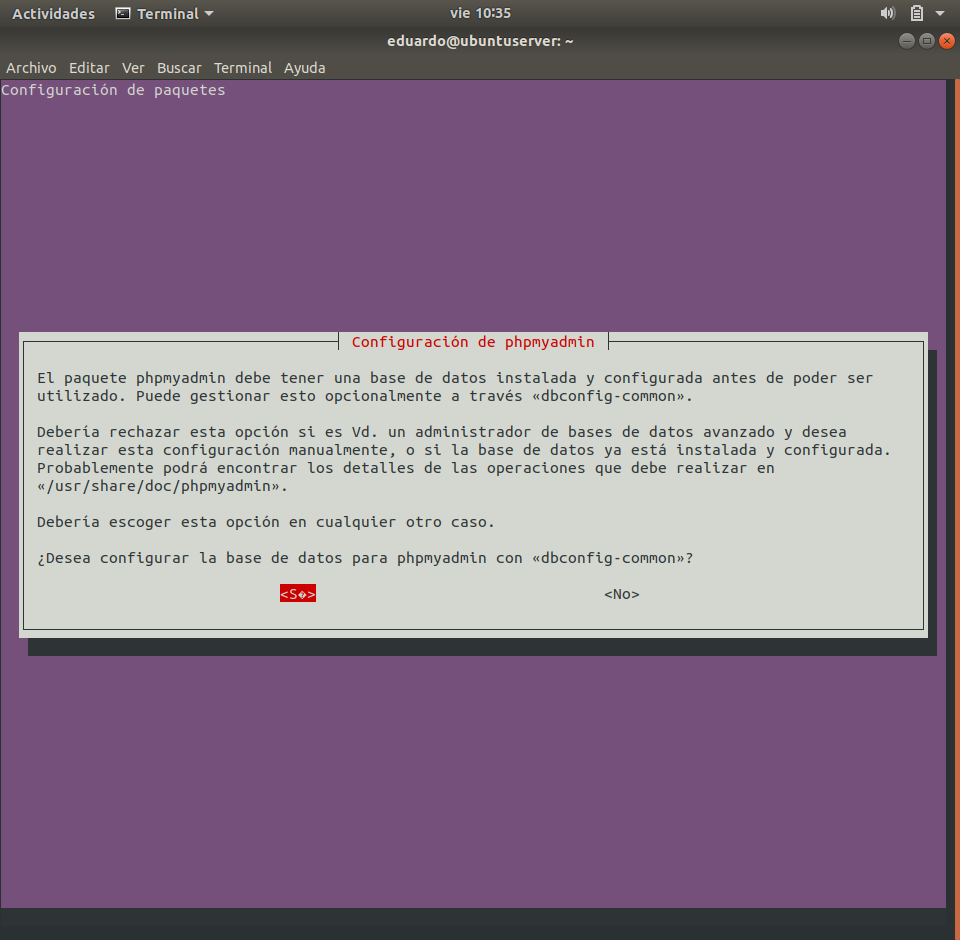 Actividades Terminal vie 10:35
eduardo@ubuntuserver: ~
Archivo Editar Ver Buscar Terminal Ayuda
Configuración de paquetes
Configuración de phpmyadmin
El paquete phpmyadmin debe tener una base de datos instalada y configurada antes de poder ser
utilizado. Puede gestionar esto opcionalmente a través «dbconfig-common».
Debería rechazar esta opción si es Vd. un administrador de bases de datos avanzado y desea
realizar esta configuración manualmente, o si la base de datos ya está instalada y configurada.
Probablemente podrá encontrar los detalles de las operaciones que debe realizar en
«/usr/share/doc/phpmyadmin».
Debería escoger esta opción en cualquier otro caso.
¿Desea configurar la base de datos para phpmyadmin con «dbconfig-common»?
<S�> <No>